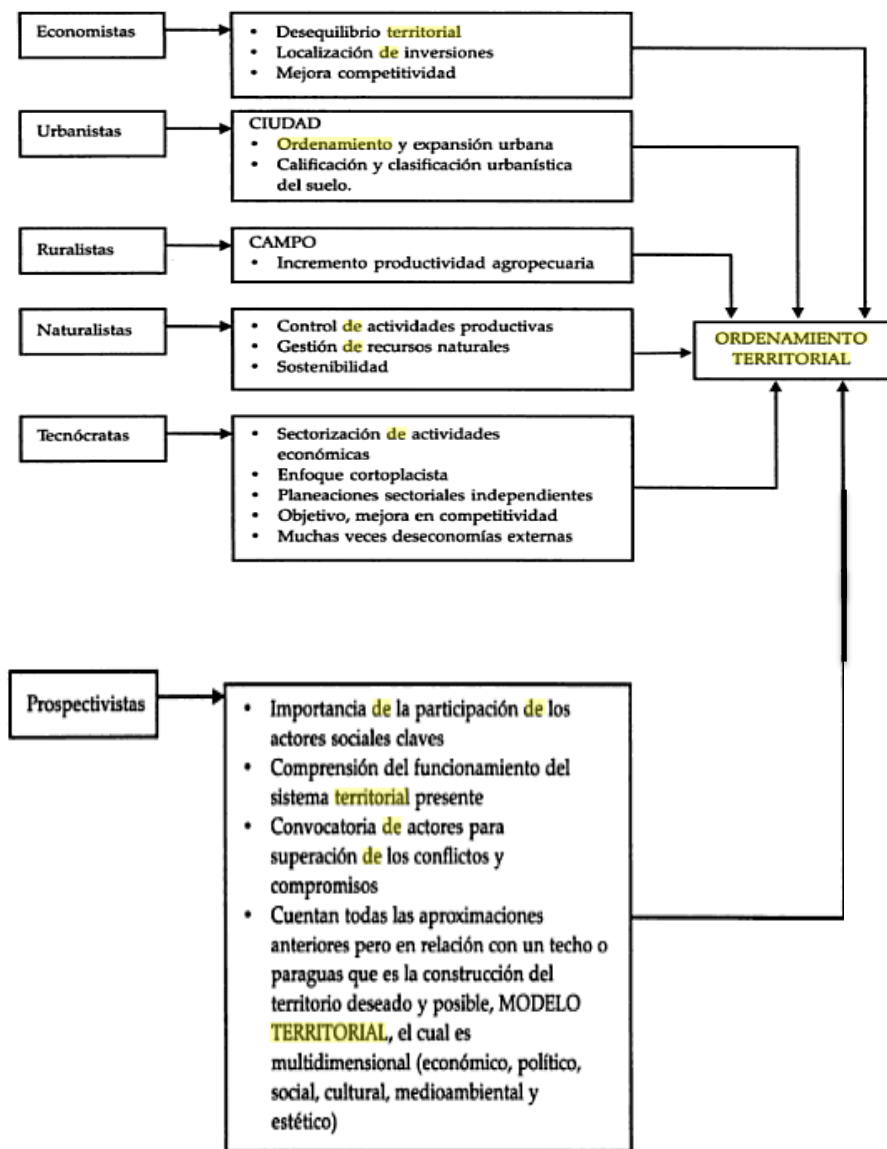 Economistas
• Desequilibrio territorial
• Localización de inversiones
• Mejora competitividad
Urbanistas
CIUDAD
• Ordenamiento y expansión urbana
• Calificación y clasificación urbanística
del suelo.
Ruralistas
CAMPO
• Incremento productividad agropecuaria
Naturalistas
• Control de actividades productivas
• Gestión de recursos naturales
• Sostenibilidad
ORDENAMIENTO
TERRITORIAL
Tecnócratas
• Sectorización de actividades
económicas
• Enfoque cortoplacista
• Planeaciones sectoriales independientes
• Objetivo, mejora en competitividad
• Muchas veces deseconomías externas
Prospectivistas
• Importancia de la participación de los
actores sociales claves
• Comprensión del funcionamiento del
sistema territorial presente
• Convocatoria de actores para
superación de los conflictos y
compromisos
• Cuentan todas las aproximaciones
anteriores pero en relación con un techo o
paraguas que es la construcción del
territorio deseado y posible, MODELO
TERRITORIAL, el cual es
multidimensional (económico, político,
social, cultural, medioambiental y
estético)